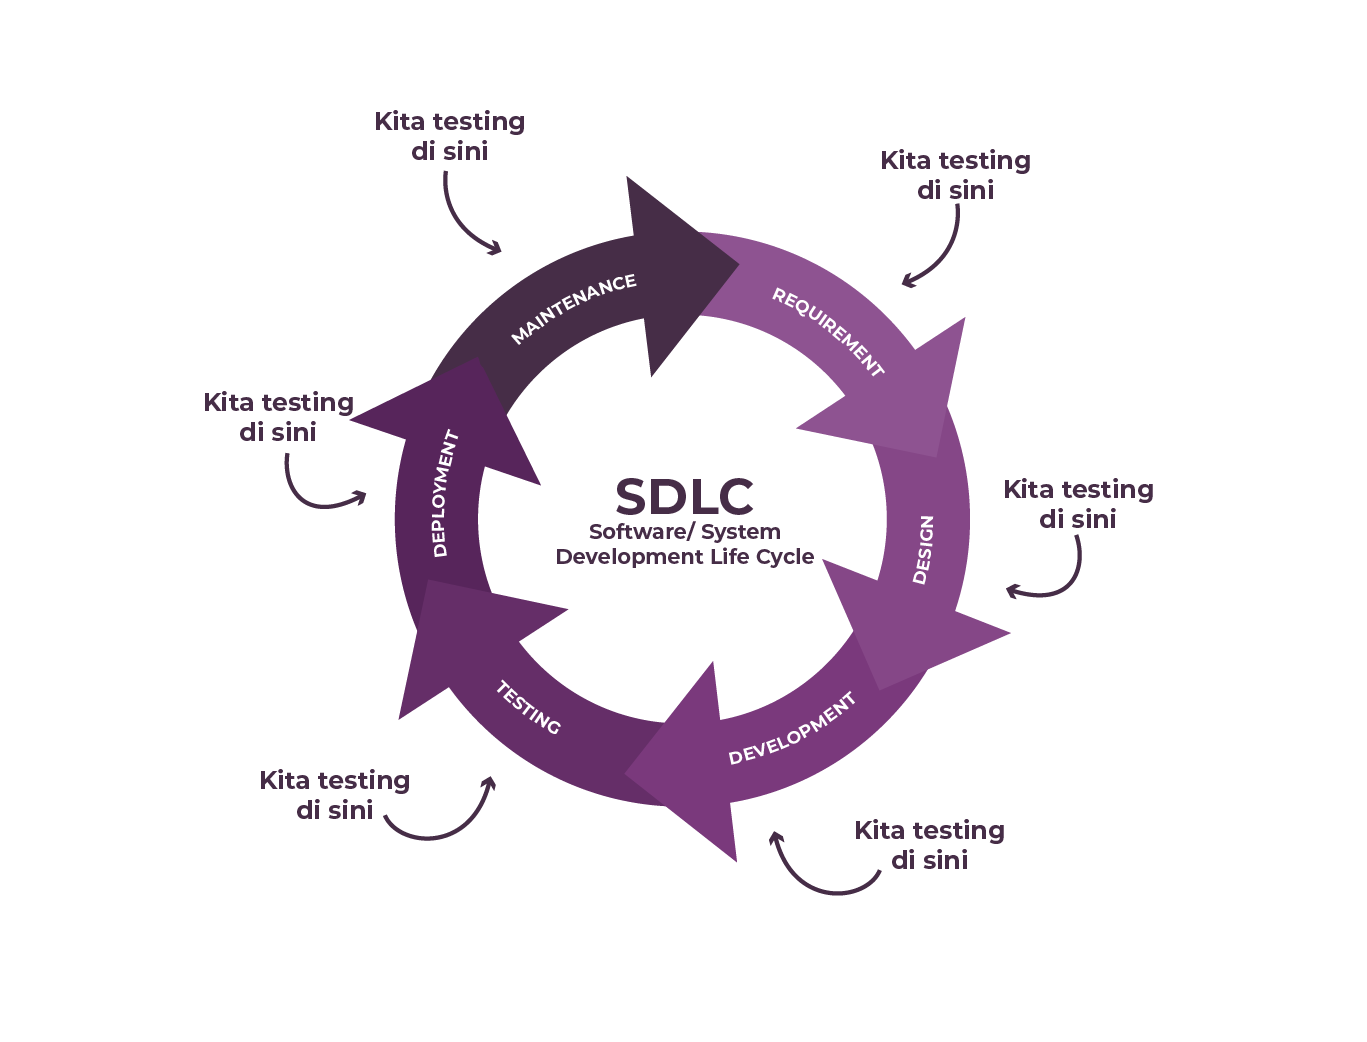 Kita testing
di sini
Kita testing
di sini
MAINTENANCE
REQUIREMENT
Kita testing
di sini
DEPLOYMENT
SDLC
Software/ System
Development Life Cycle
Kita testing
di sini
DESIGN
TESTING
DEVELOPMENT
Kita testing
di sini
Kita testing
di sini